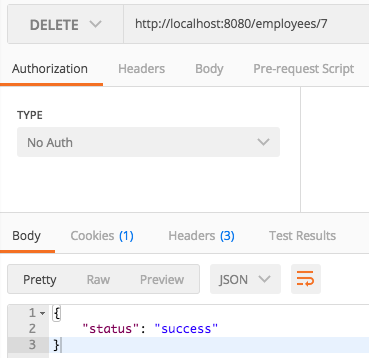 DELETE http://localhost:8080/employees/7
Authorization Headers Body Pre-request Script
TYPE
No Auth
Body Cookies (1) Headers (3) Test Results
Pretty Raw Preview JSON
1 {
2 "status": "success"
3 }